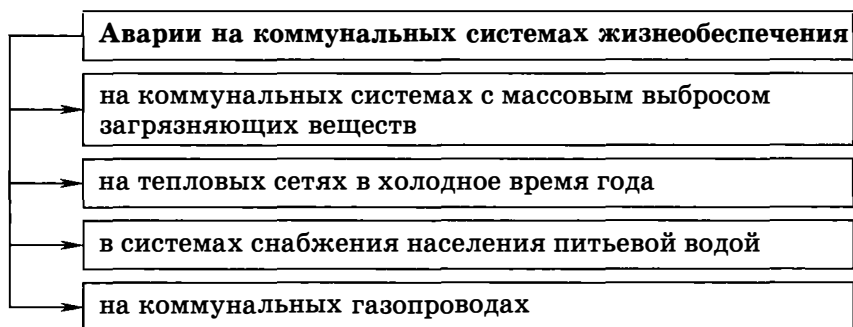 Аварии на коммунальных системах жизнеобеспечения
на коммунальных системах с массовым выбросом
загрязняющих веществ
на тепловых сетях в холодное время года
в системах снабжения населения питьевой водой
на коммунальных газопроводах